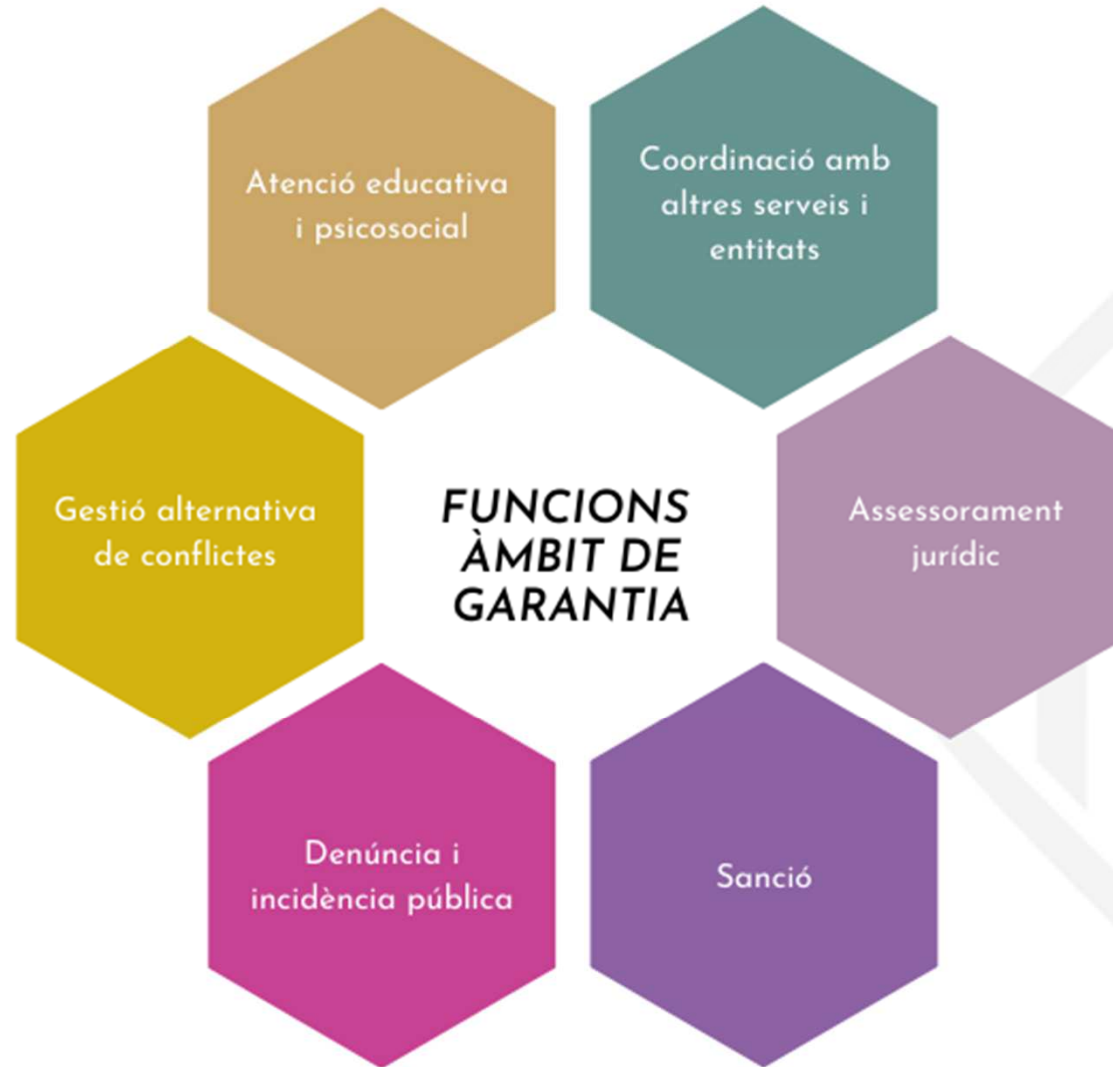 Atenció educativa
i psicosocial
Coordinació amb
altres serveis i
entitats
Gestió alternativa
de conflictes
FUNCIONS
ÀMBIT DE
GARANTIA
Assessorament
jurídic
Denúncia i
incidència pública
Sanció